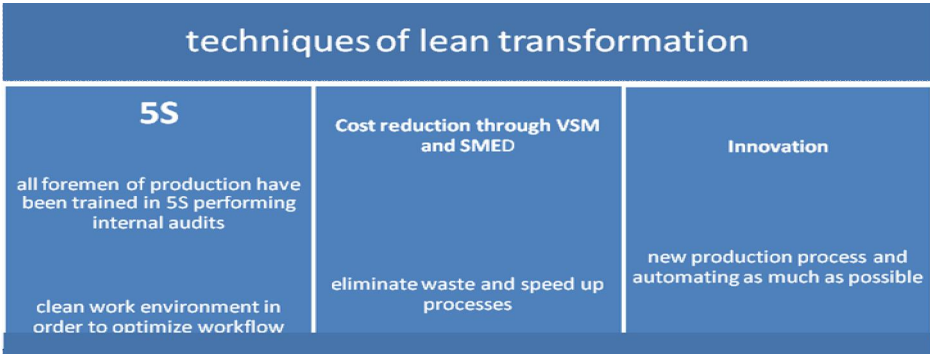 techniques of lean transformation
5S
all foremen of production have
been trained in 5S performing
internal audits
clean work environment in
order to optimize workflow
Cost reduction through VSM
and SMED
eliminate waste and speed up
processes
Innovation
new production process and
automating as much as possible